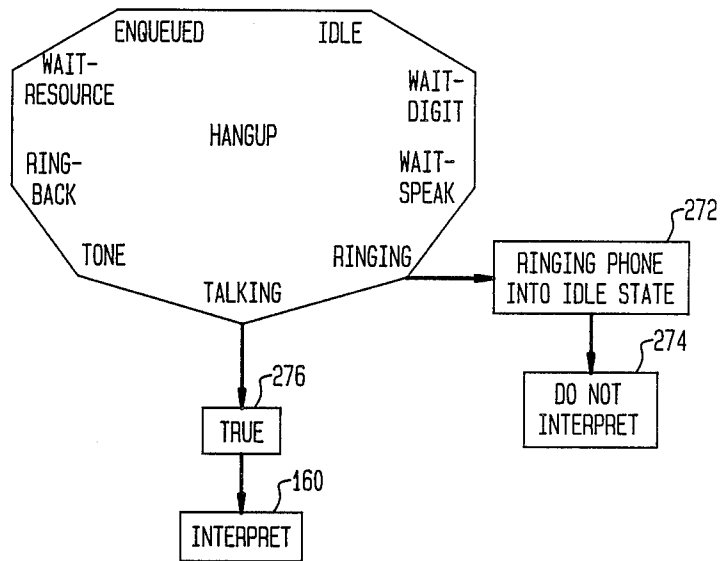 ENQUEUED
IDLE
WAIT-
RESOURCE
WAIT-
DIGIT
HANGUP
RING-
BACK
WAIT-
SPEAK
TONE
RINGING
TALKING
272
RINGING PHONE
INTO IDLE STATE
274
DO NOT
INTERPRET
276
TRUE
160
INTERPRET